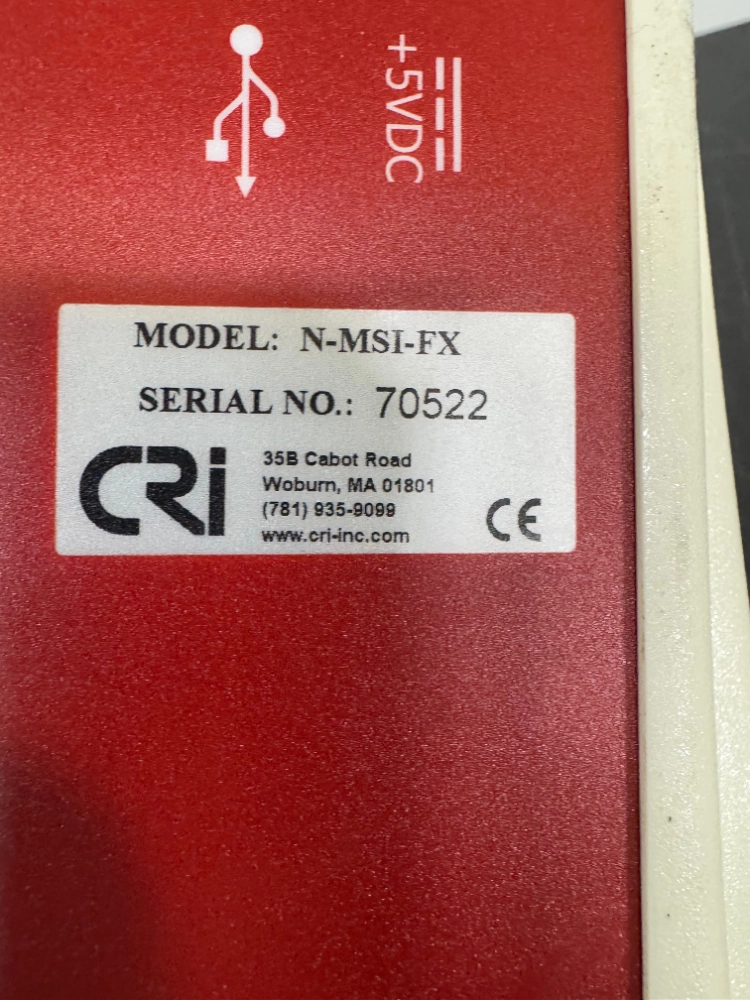 +5VDC
MODEL: N-MSI-FX
SERIAL NO.: 70522
CRi
35B Cabot Road
Woburn, MA 01801
(781) 935-9099
www.cri-inc.com
CE